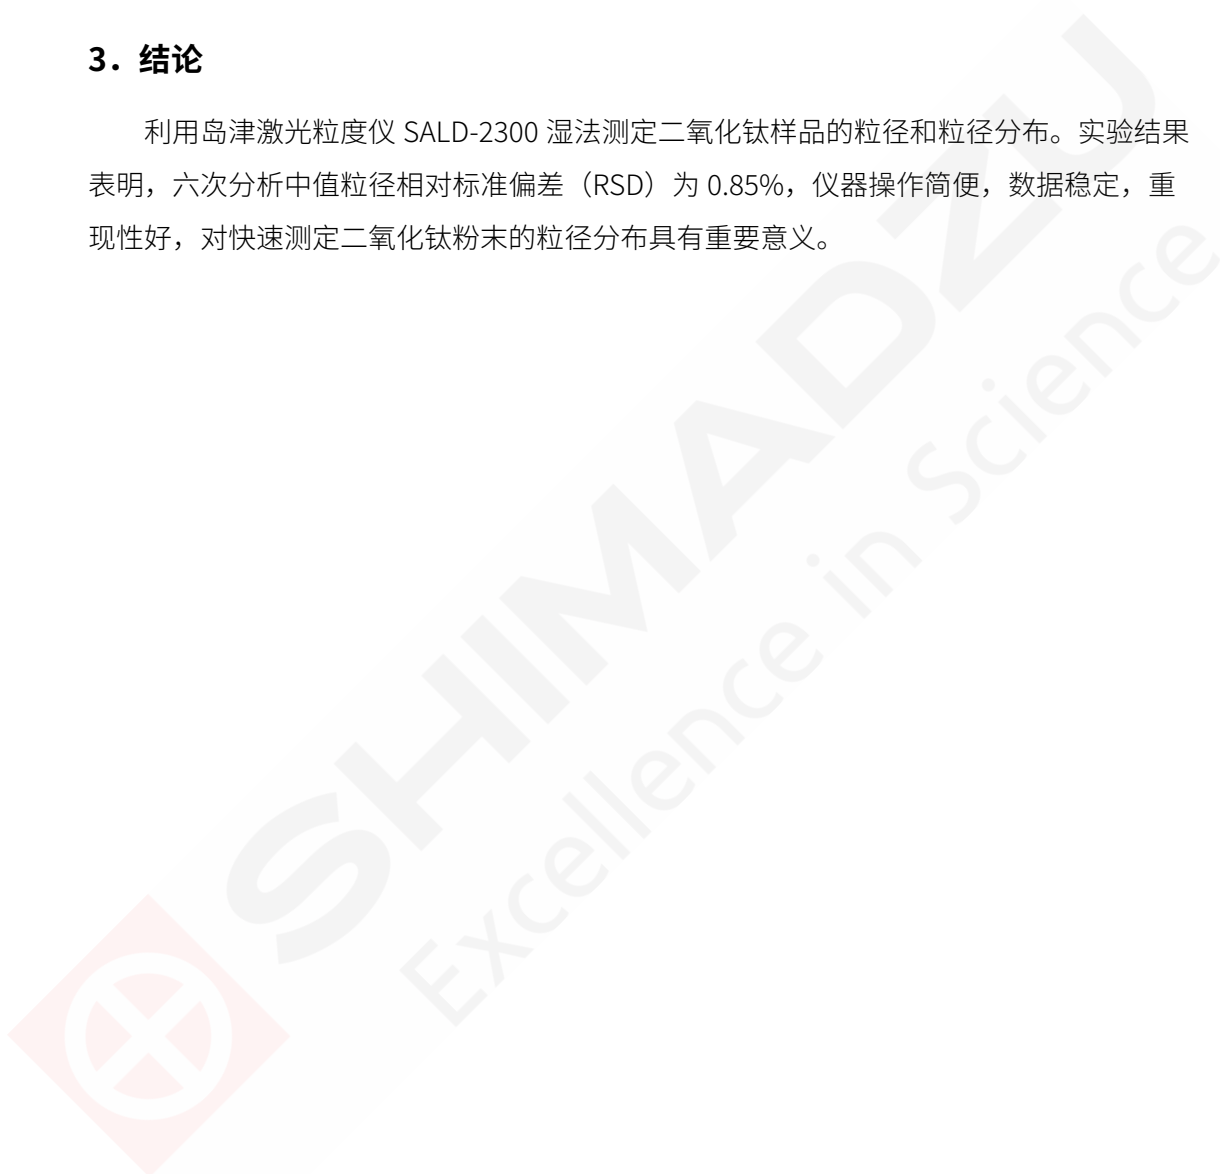 3．结论
利用岛津激光粒度仪 SALD-2300 湿法测定二氧化钛样品的粒径和粒径分布。实验结果
表明，六次分析中值粒径相对标准偏差（RSD）为 0.85%，仪器操作简便，数据稳定，重
现性好，对快速测定二氧化钛粉末的粒径分布具有重要意义。
SHIMADZU
Excellence in Science